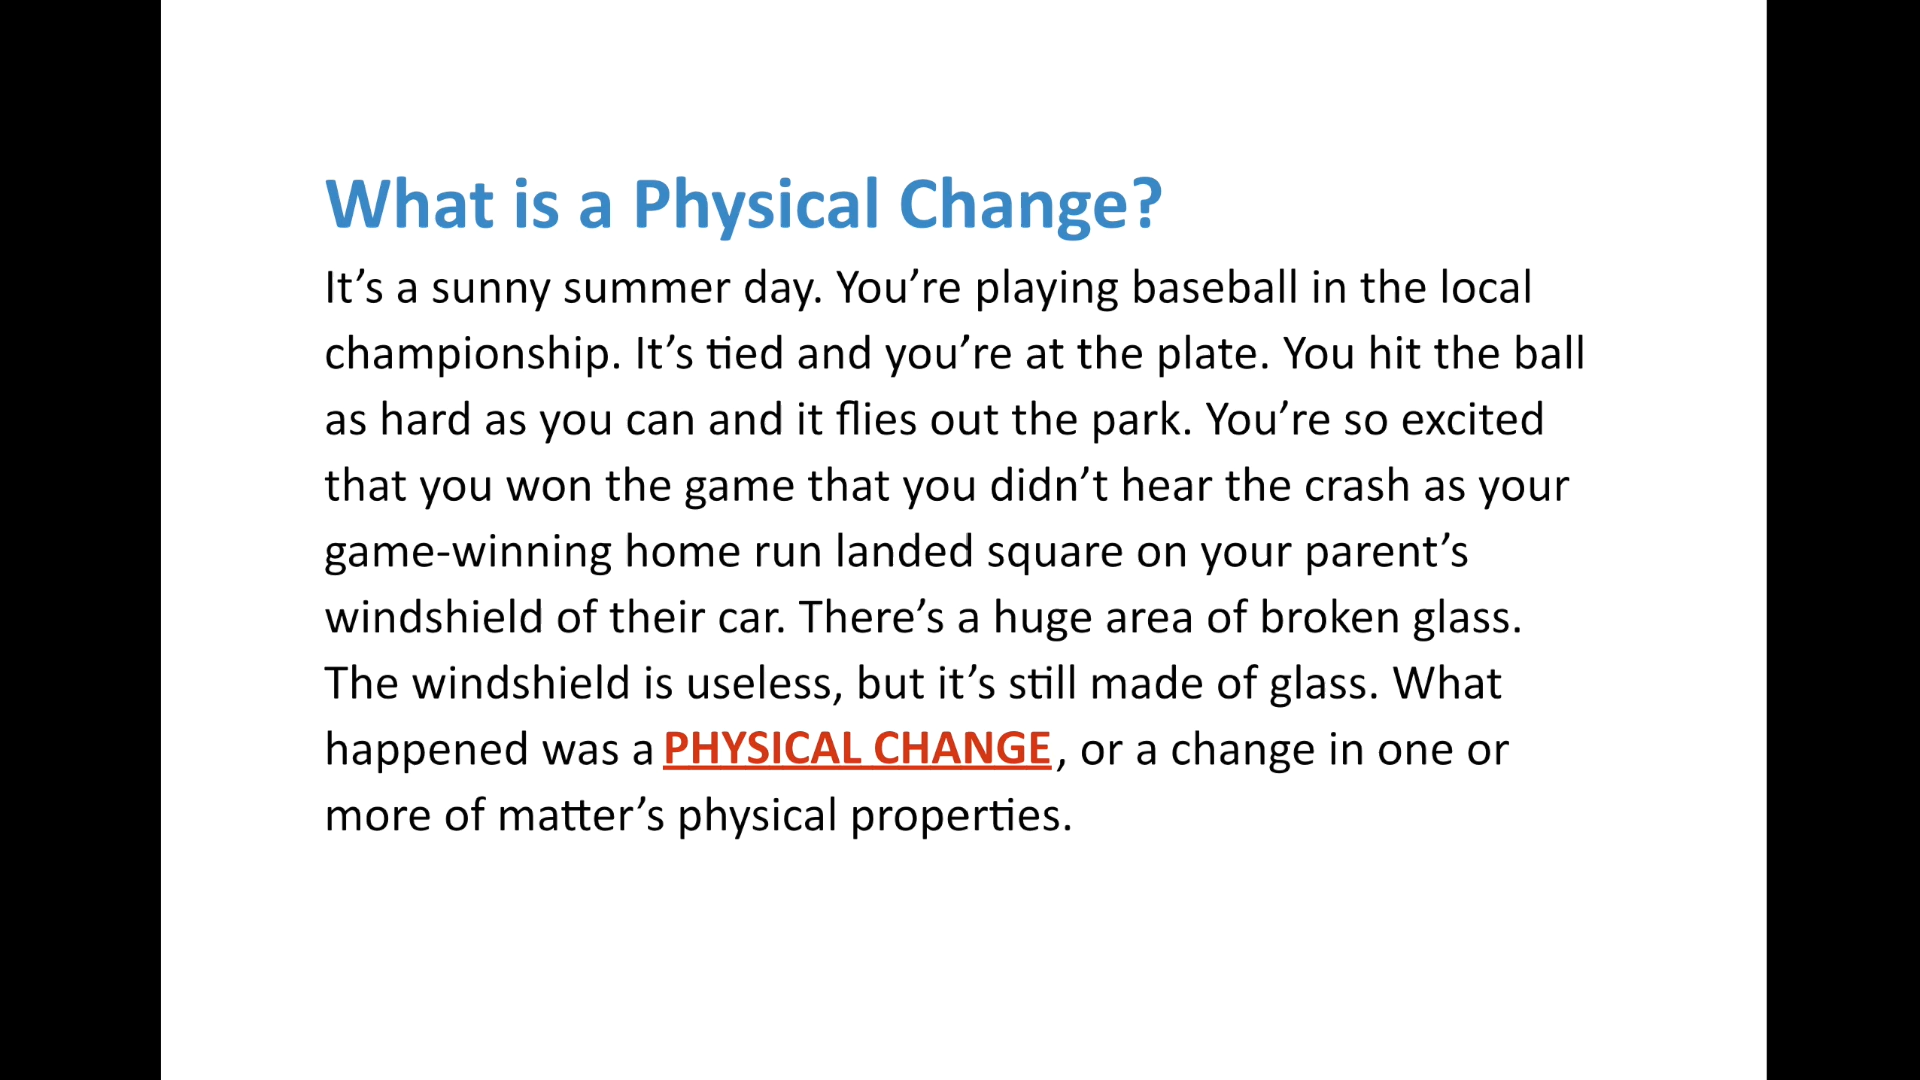 What is a Physical Change?
It’s a sunny summer day. You’re playing baseball in the local
championship. It’s tied and you’re at the plate. You hit the ball
as hard as you can and it flies out the park. You’re so excited
that you won the game that you didn’t hear the crash as your
game-winning home run landed square on your parent’s
windshield of their car. There’s a huge area of broken glass.
The windshield is useless, but it’s still made of glass. What
happened was a PHYSICAL CHANGE, or a change in one or
more of matter’s physical properties.